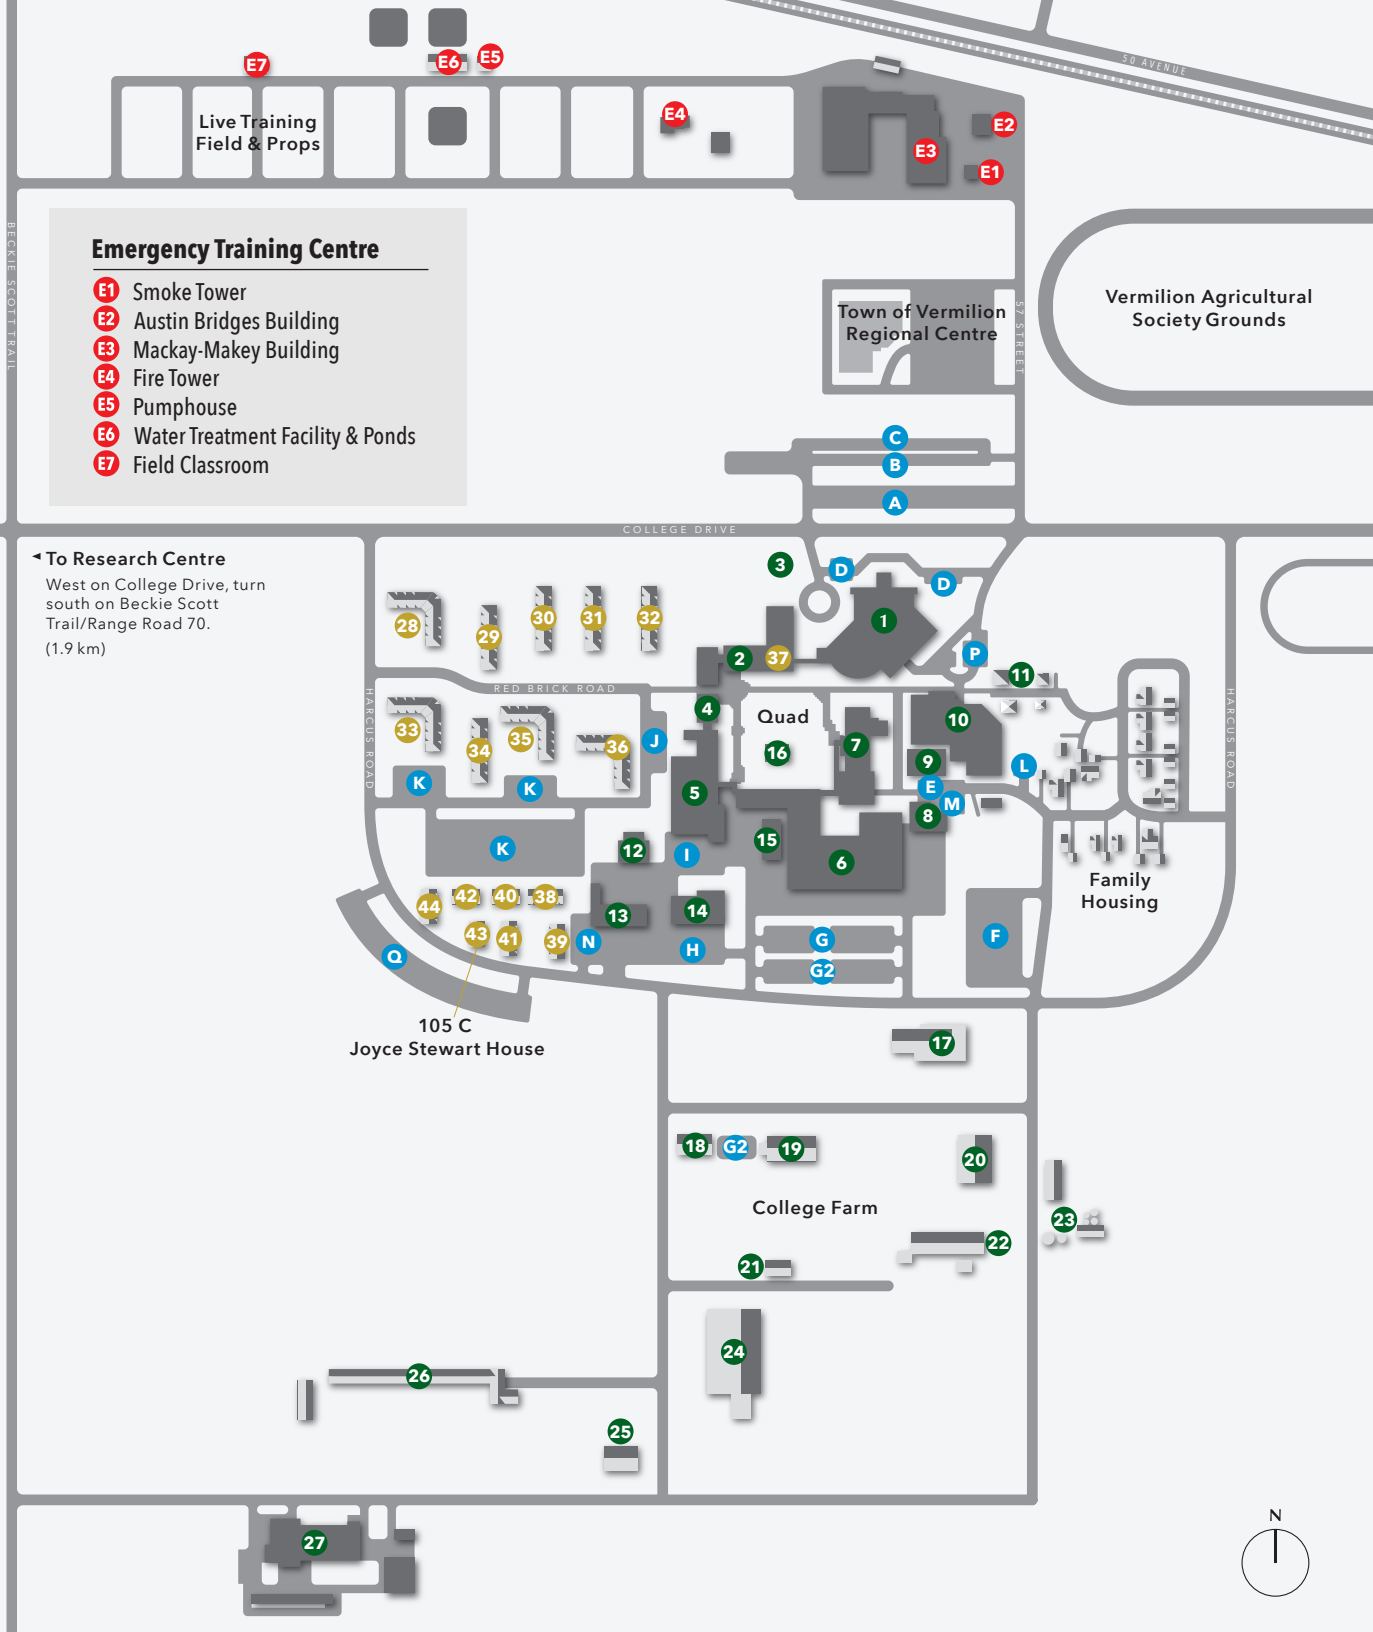 50 AVENUE
E7
E6
E5
Live Training
Field & Props
E4
E3
E2
E1
BECKIE SCOTT TRAIL
Emergency Training Centre
E1 Smoke Tower
E2 Austin Bridges Building
E3 Mackay-Makey Building
E4 Fire Tower
E5 Pumphouse
E6 Water Treatment Facility & Ponds
E7 Field Classroom
Town of Vermilion
Regional Centre
57 STREET
Vermilion Agricultural
Society Grounds
C
B
A
COLLEGE DRIVE
To Research Centre
West on College Drive, turn
south on Beckie Scott
Trail/Range Road 70.
(1.9 km)
3
D
D
1
28
29
30
31
32
2
37
P
11
RED BRICK ROAD
HARCUS ROAD
HARCUS ROAD
33
34
35
36
J
4
Quad
16
7
10
9
L
K
K
5
E
M
8
K
12
I
15
6
Family
Housing
44
42
40
38
13
14
43
41
39
N
H
G
G2
F
Q
105 C
Joyce Stewart House
17
18
G2
19
20
College Farm
23
22
21
24
26
25
27
N